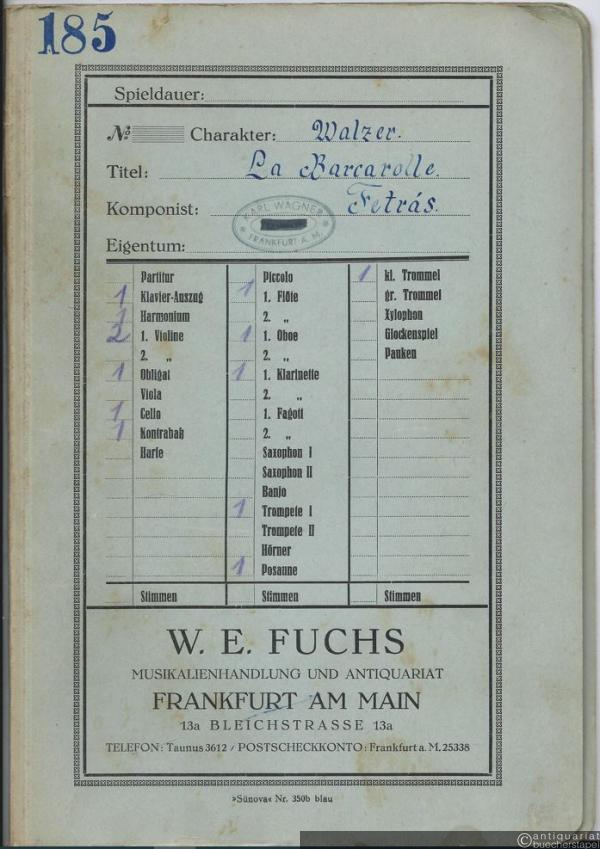 185
Spieldauer:
No Charakter: Walzer.
Titel: La Barcarolle.
Komponist: Fetrás.
KARL WAGNER
FRANKFURT A. M.
Eigentum:
Partitur
1 Klavier-Auszug
1 Harmonium
2 1. Violine
2. „
1 Obligat
Viola
1 Cello
1 Kontrabaß
Harfe
Stimmen
Piccolo
1 1. Flöte
2. „
1 1. Oboe
2. „
1 1. Klarinette
2. „
1. Fagott
2. „
Saxophon I
Saxophon II
Banjo
1 Trompete I
Trompete II
Hörner
1 Posaune
Stimmen
1 kl. Trommel
gr. Trommel
Xylophon
Glockenspiel
Pauken
Stimmen
W. E. FUCHS
MUSIKALIENHANDLUNG UND ANTIQUARIAT
FRANKFURT AM MAIN
13a BLEICHSTRASSE 13a
TELEFON: Taunus 3612 / POSTSCHECKKONTO: Frankfurt a. M. 25338
»Sünova« Nr. 350b blau
©antiquariat
buecherstapel